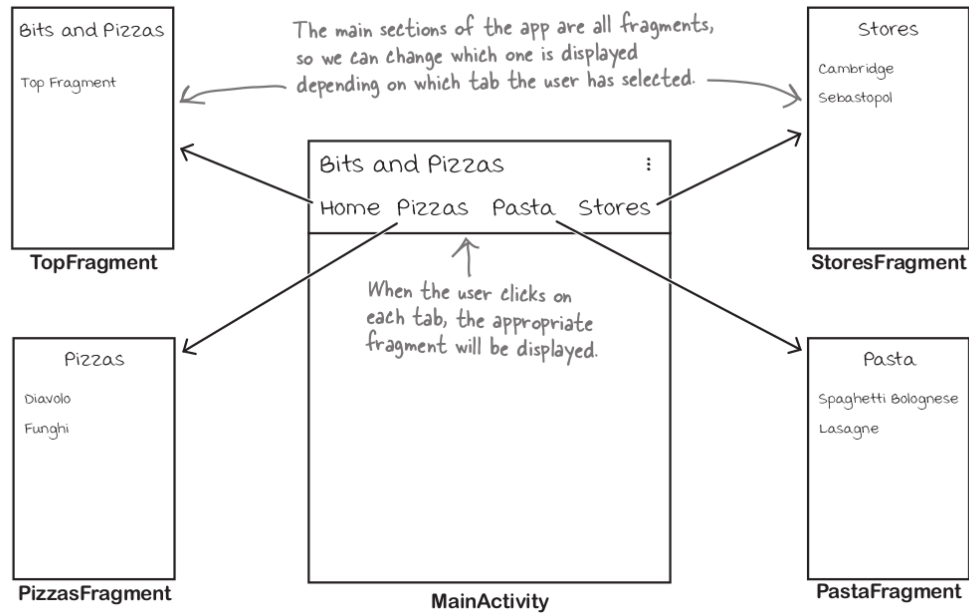 Bits and Pizzas
Top Fragment
TopFragment
The main sections of the app are all fragments,
so we can change which one is displayed
depending on which tab the user has selected.
Stores
Cambridge
Sebastopol
StoresFragment
Bits and Pizzas
Home Pizzas Pasta Stores
When the user clicks on
each tab, the appropriate
fragment will be displayed.
MainActivity
Pizzas
Diavolo
Funghi
PizzasFragment
Pasta
Spaghetti Bolognese
Lasagne
PastaFragment